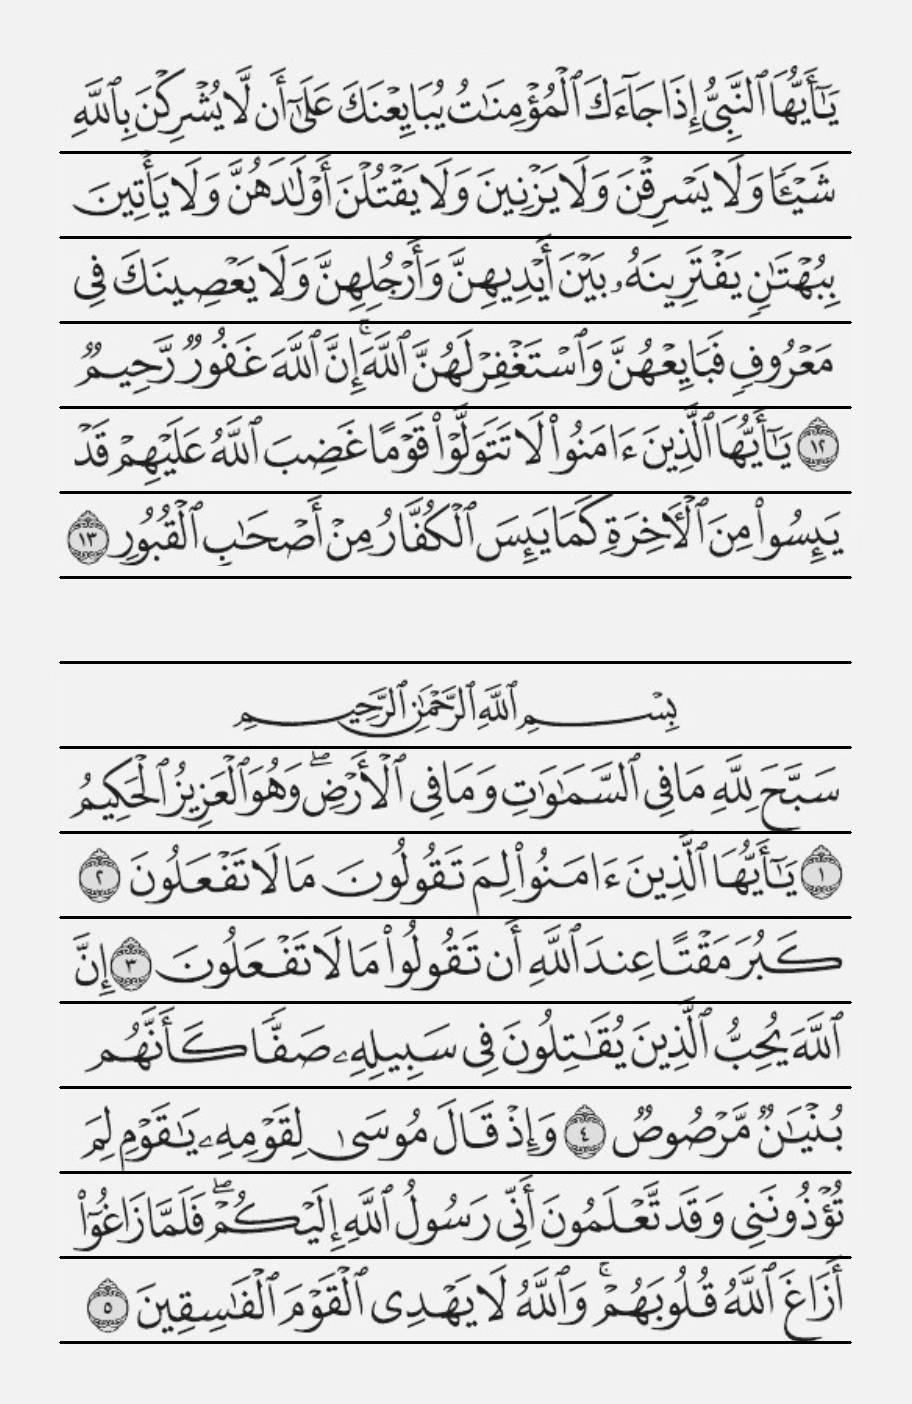 يَـٰٓأَيُّهَا ٱلنَّبِىُّ إِذَا جَآءَكَ ٱلْمُؤْمِنَـٰتُ يُبَايِعْنَكَ عَلَىٰٓ أَن لَّا يُشْرِكْنَ بِٱللَّهِ
شَيْـًٔا وَلَا يَسْرِقْنَ وَلَا يَزْنِينَ وَلَا يَقْتُلْنَ أَوْلَـٰدَهُنَّ وَلَا يَأْتِينَ
بِبُهْتَـٰنٍ يَفْتَرِينَهُۥ بَيْنَ أَيْدِيهِنَّ وَأَرْجُلِهِنَّ وَلَا يَعْصِينَكَ فِى
مَعْرُوفٍ فَبَايِعْهُنَّ وَٱسْتَغْفِرْ لَهُنَّ ٱللَّهَ ۚ إِنَّ ٱللَّهَ غَفُورٌ رَّحِيمٌ
١٢ يَـٰٓأَيُّهَا ٱلَّذِينَ ءَامَنُوا۟ لَا تَتَوَلَّوْا۟ قَوْمًا غَضِبَ ٱللَّهُ عَلَيْهِمْ قَدْ
يَئِسُوا۟ مِنَ ٱلْـَٔاخِرَةِ كَمَا يَئِسَ ٱلْكُفَّارُ مِنْ أَصْحَـٰبِ ٱلْقُبُورِ ١٣
بِسْمِ ٱللَّهِ ٱلرَّحْمَـٰنِ ٱلرَّحِيمِ
سَبَّحَ لِلَّهِ مَا فِى ٱلسَّمَـٰوَٰتِ وَمَا فِى ٱلْأَرْضِ ۖ وَهُوَ ٱلْعَزِيزُ ٱلْحَكِيمُ
١ يَـٰٓأَيُّهَا ٱلَّذِينَ ءَامَنُوا۟ لِمَ تَقُولُونَ مَا لَا تَفْعَلُونَ ٢
كَبُرَ مَقْتًا عِندَ ٱللَّهِ أَن تَقُولُوا۟ مَا لَا تَفْعَلُونَ ٣ إِنَّ
ٱللَّهَ يُحِبُّ ٱلَّذِينَ يُقَـٰتِلُونَ فِى سَبِيلِهِۦ صَفًّا كَأَنَّهُم
بُنْيَـٰنٌ مَّرْصُوصٌ ٤ وَإِذْ قَالَ مُوسَىٰ لِقَوْمِهِۦ يَـٰقَوْمِ لِمَ
تُؤْذُونَنِى وَقَد تَّعْلَمُونَ أَنِّى رَسُولُ ٱللَّهِ إِلَيْكُمْ ۖ فَلَمَّا زَاغُوٓا۟
أَزَاغَ ٱللَّهُ قُلُوبَهُمْ ۚ وَٱللَّهُ لَا يَهْدِى ٱلْقَوْمَ ٱلْفَـٰسِقِينَ ٥